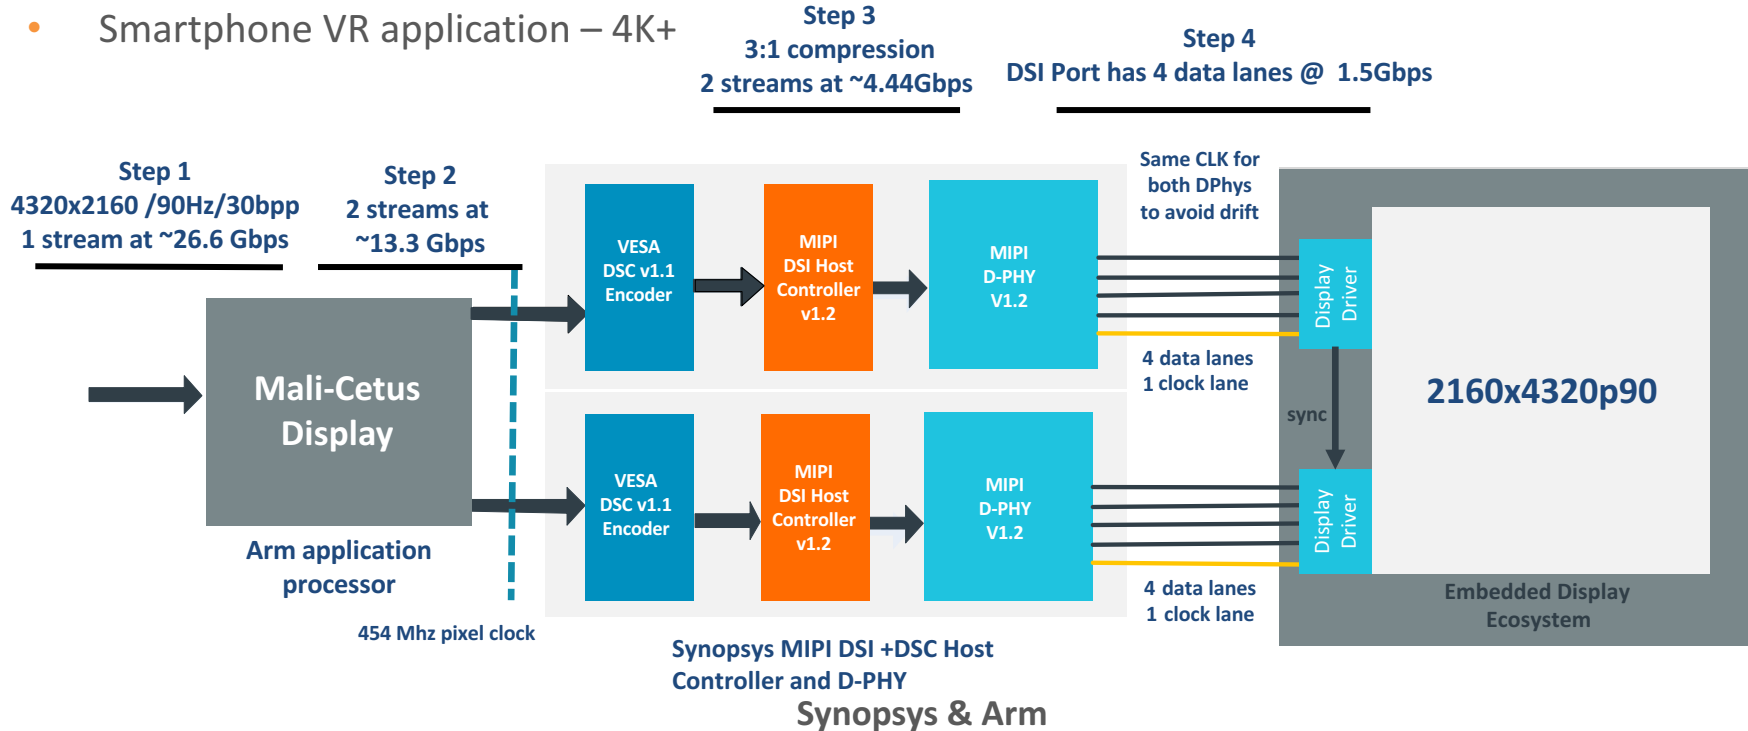 • Smartphone VR application – 4K+
Step 3
3:1 compression
2 streams at ~4.44Gbps
Step 4
DSI Port has 4 data lanes @ 1.5Gbps
Step 1
4320x2160 /90Hz/30bpp
1 stream at ~26.6 Gbps
Step 2
2 streams at
~13.3 Gbps
Same CLK for
both DPhys
to avoid drift
VESA
DSC v1.1
Encoder
MIPI
DSI Host
Controller
v1.2
MIPI
D-PHY
V1.2
Display
Driver
4 data lanes
1 clock lane
Mali-Cetus
Display
2160x4320p90
sync
VESA
DSC v1.1
Encoder
MIPI
DSI Host
Controller
v1.2
MIPI
D-PHY
V1.2
Display
Driver
Arm application
processor
4 data lanes
1 clock lane
Embedded Display
Ecosystem
454 Mhz pixel clock
Synopsys MIPI DSI +DSC Host
Controller and D-PHY
Synopsys & Arm